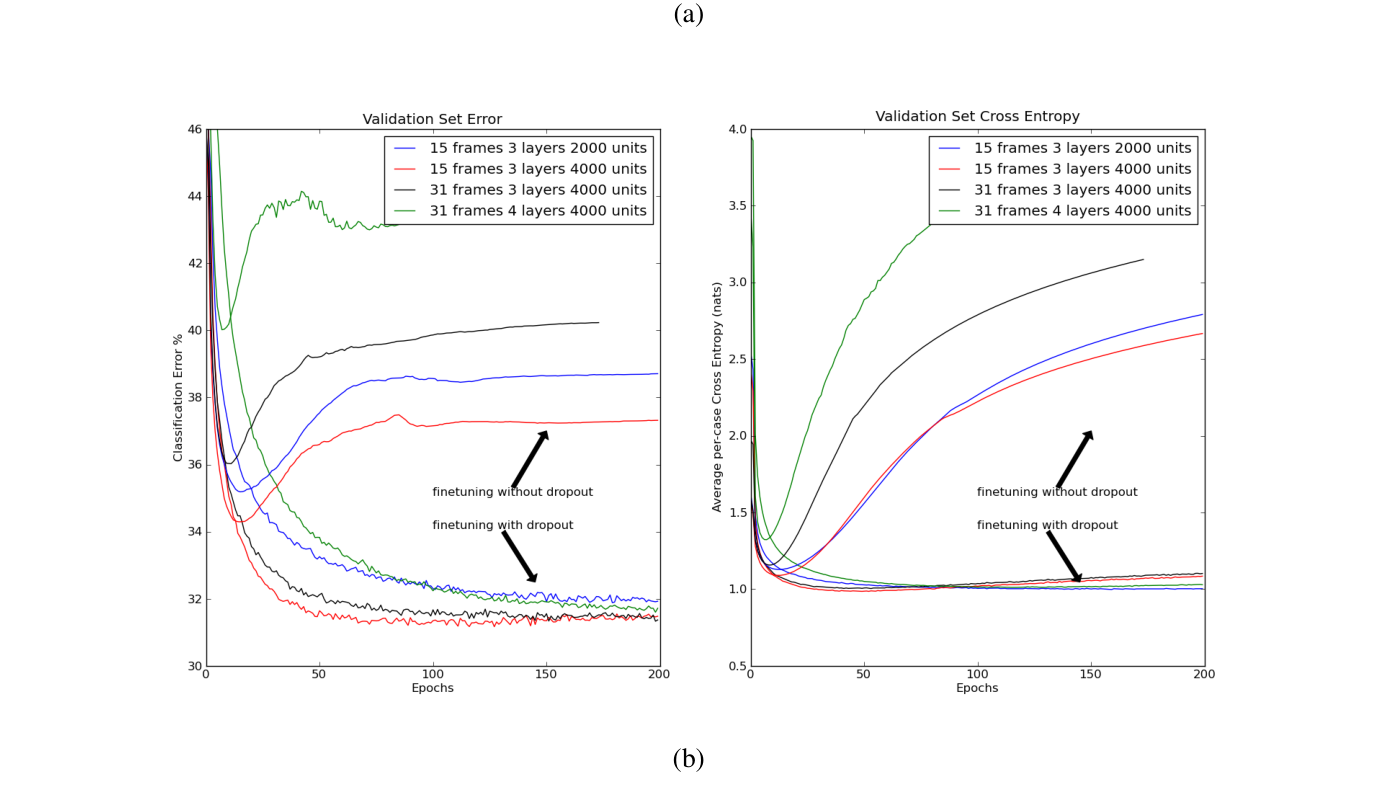 (a)
Validation Set Error
46
44
42
40
38
36
34
32
30
Classification Error %
15 frames 3 layers 2000 units
15 frames 3 layers 4000 units
31 frames 3 layers 4000 units
31 frames 4 layers 4000 units
finetuning without dropout
finetuning with dropout
0 50 100 150 200
Epochs
Validation Set Cross Entropy
4.0
3.5
3.0
2.5
2.0
1.5
1.0
0.5
Average per-case Cross Entropy (nats)
15 frames 3 layers 2000 units
15 frames 3 layers 4000 units
31 frames 3 layers 4000 units
31 frames 4 layers 4000 units
finetuning without dropout
finetuning with dropout
0 50 100 150 200
Epochs
(b)